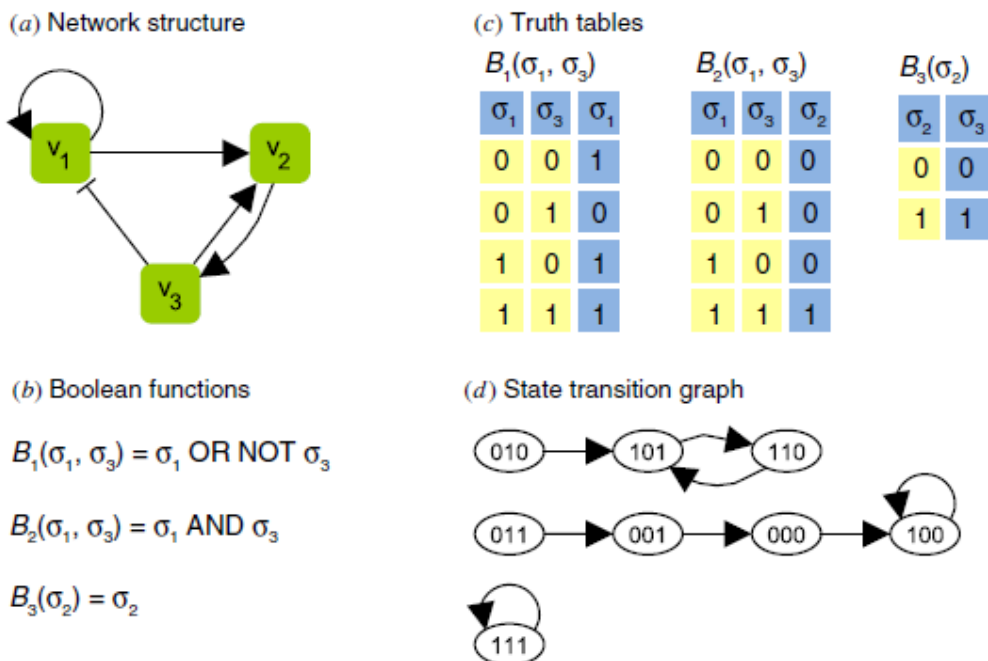 (a) Network structure
v₁
v₂
v₃
(b) Boolean functions
B₁(σ₁, σ₃) = σ₁ OR NOT σ₃
B₂(σ₁, σ₃) = σ₁ AND σ₃
B₃(σ₂) = σ₂
(c) Truth tables
B₁(σ₁, σ₃)
σ₁ σ₃ σ₁
0 0 1
0 1 0
1 0 1
1 1 1
B₂(σ₁, σ₃)
σ₁ σ₃ σ₂
0 0 0
0 1 0
1 0 0
1 1 1
B₃(σ₂)
σ₂ σ₃
0 0
1 1
(d) State transition graph
010 101 110
011 001 000 100
111